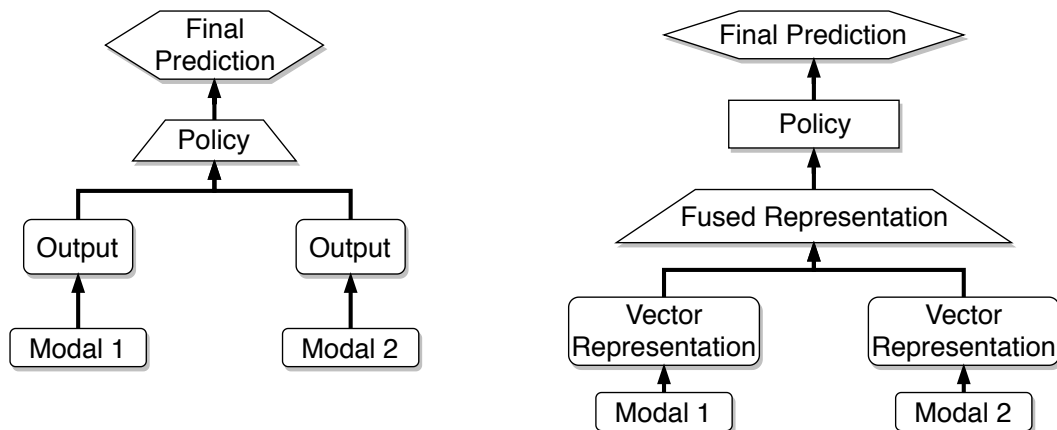 Final
Prediction
Policy
Output
Output
Modal 1
Modal 2
Final Prediction
Policy
Fused Representation
Vector
Representation
Vector
Representation
Modal 1
Modal 2